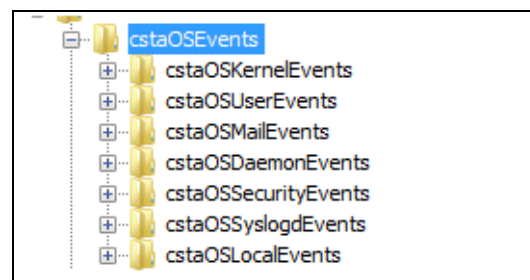 cstaOSEvents
cstaOSKernelEvents
cstaOSUserEvents
cstaOSMailEvents
cstaOSDaemonEvents
cstaOSSecurityEvents
cstaOSSyslogdEvents
cstaOSLocalEvents